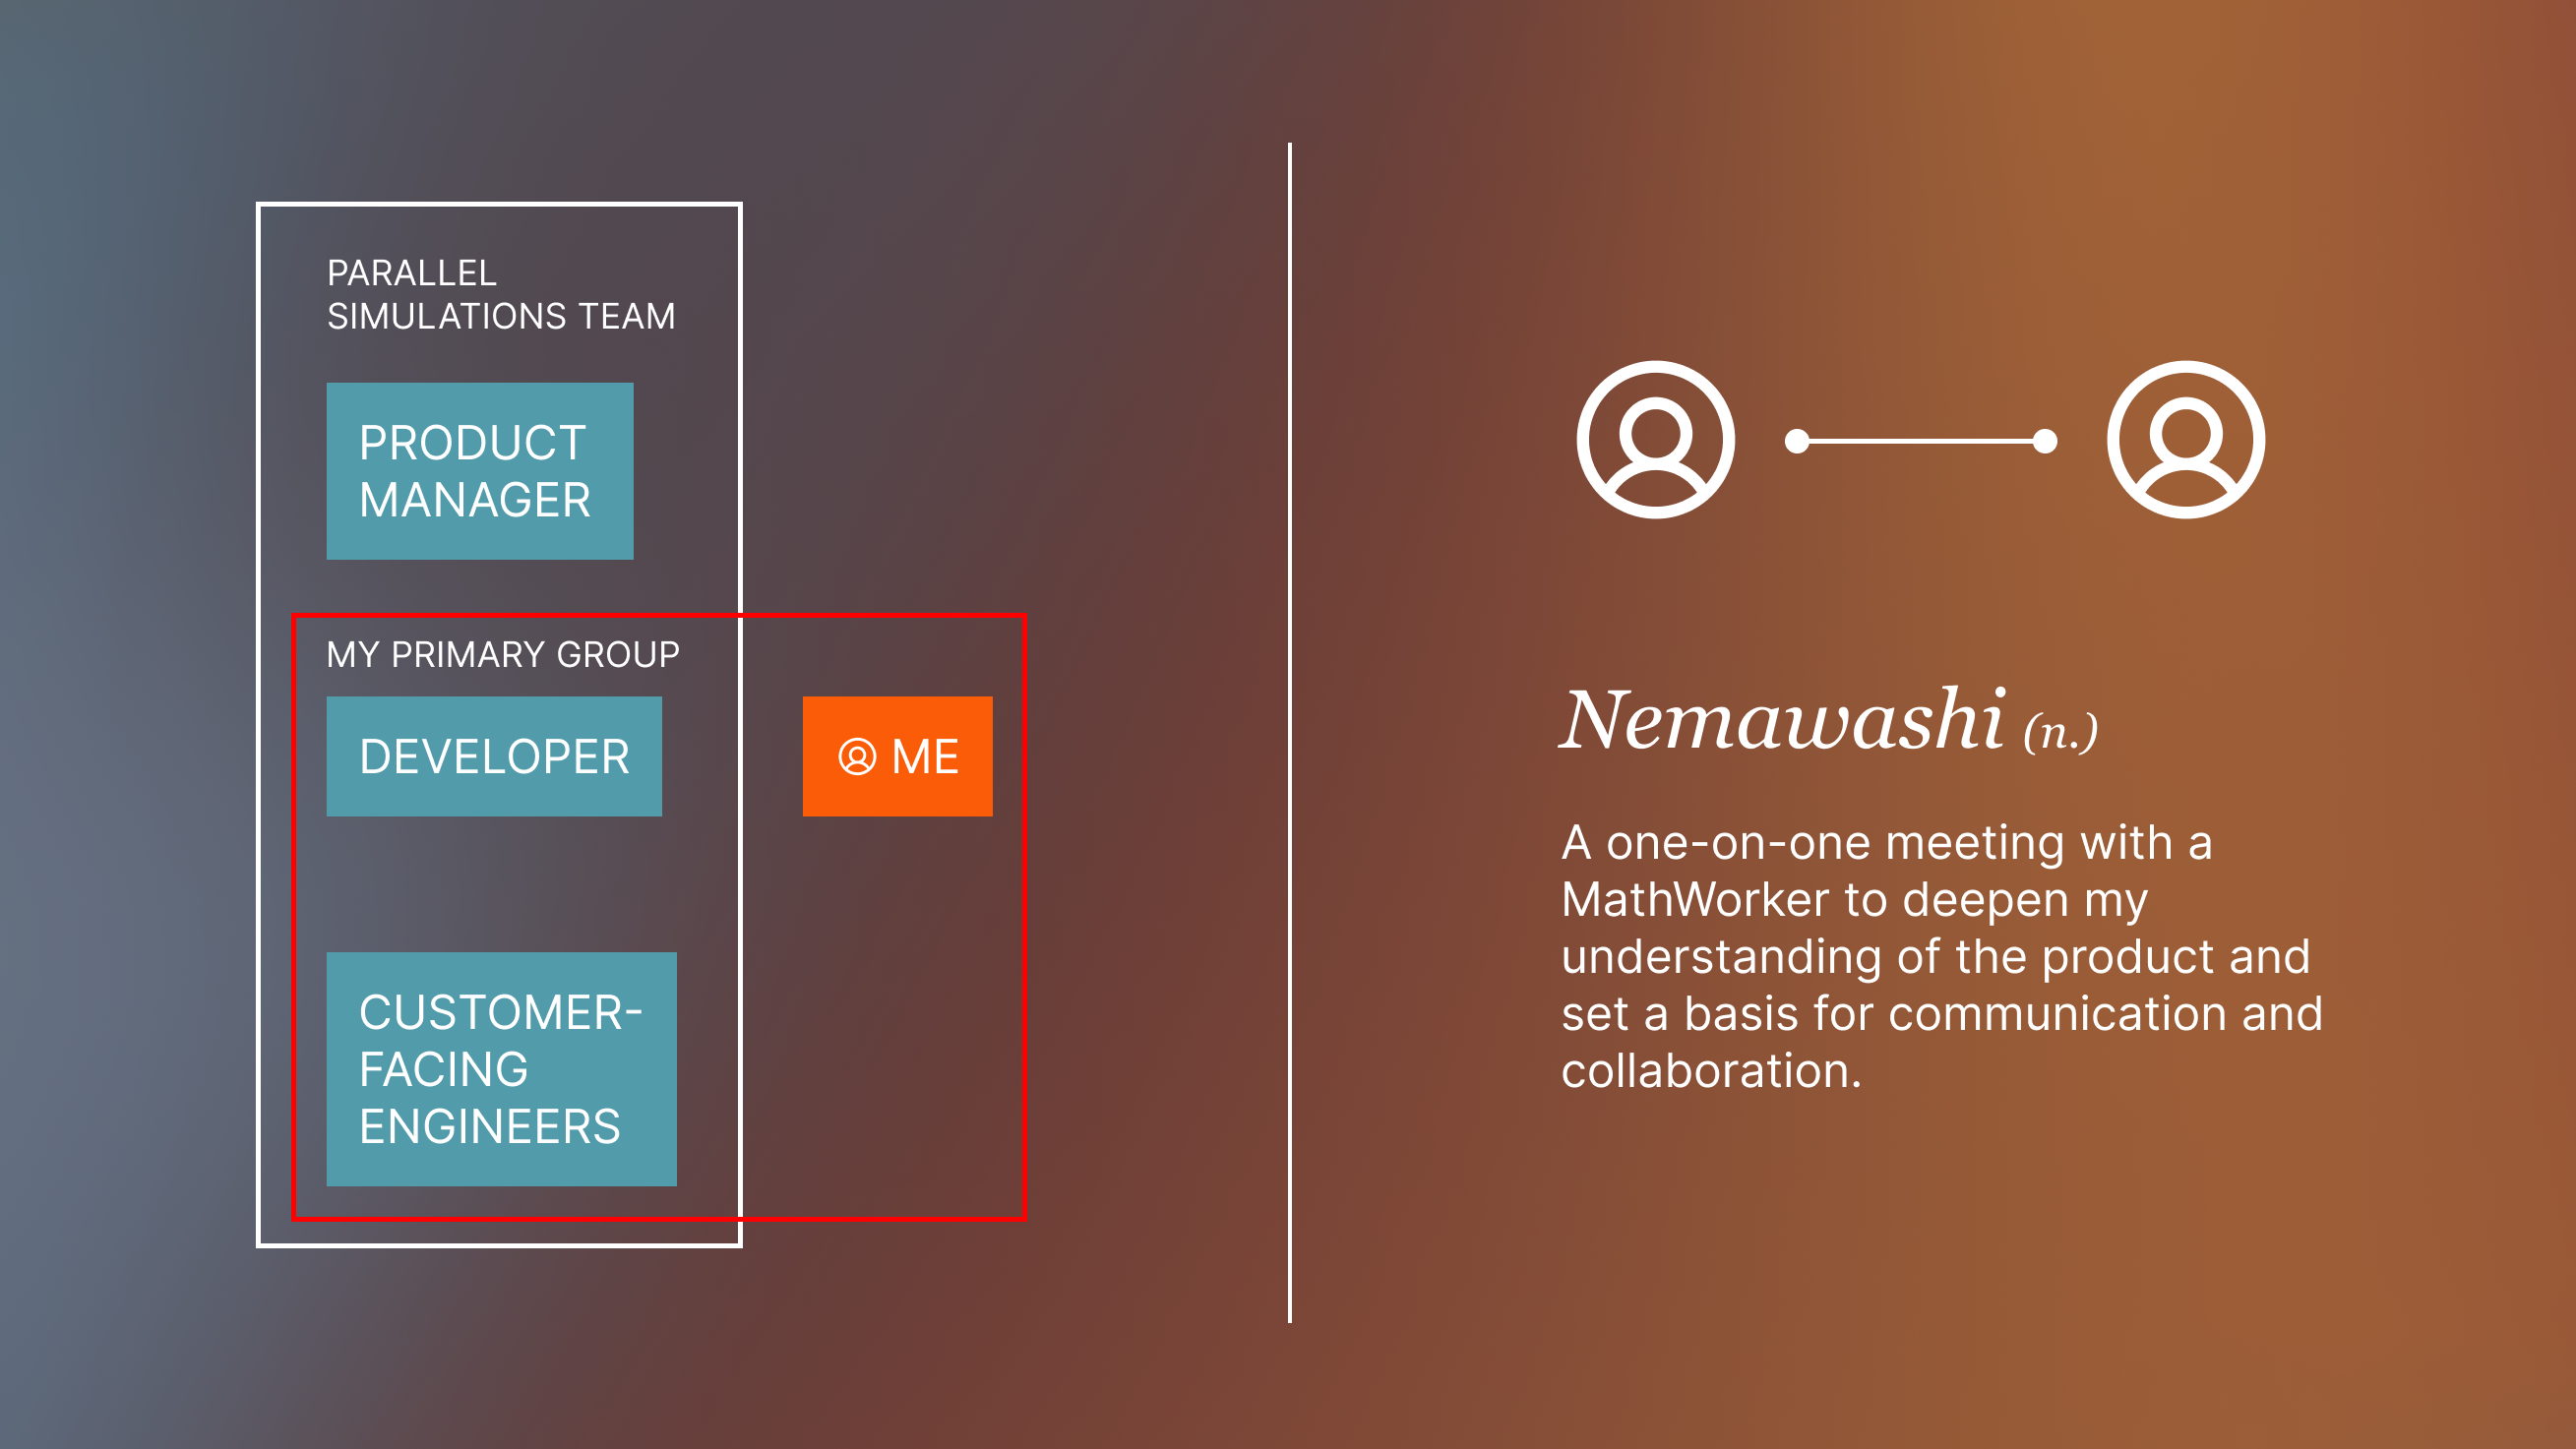 PARALLEL
SIMULATIONS TEAM
PRODUCT
MANAGER
MY PRIMARY GROUP
DEVELOPER
ME
CUSTOMER-
FACING
ENGINEERS
Nemawashi (n.)
A one-on-one meeting with a
MathWorker to deepen my
understanding of the product and
set a basis for communication and
collaboration.